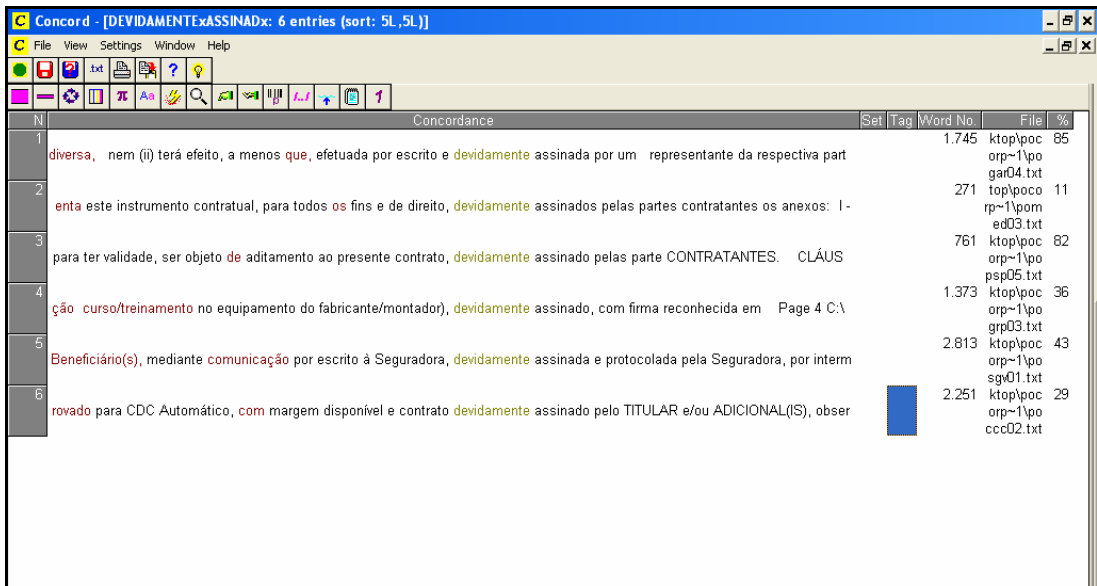 Concord - [DEVIDAMENTExASSINADx: 6 entries (sort: 5L,5L)]
File View Settings Window Help
.txt
π Aa
N Concordance Set Tag Word No. File %
1 diversa, nem (ii) terá efeito, a menos que, efetuada por escrito e devidamente assinada por um representante da respectiva part 1.745 ktop\poc 85
orp~1\po
gar04.txt
2 enta este instrumento contratual, para todos os fins e de direito, devidamente assinados pelas partes contratantes os anexos: I - 271 top\poco 11
rp~1\pom
ed03.txt
3 para ter validade, ser objeto de aditamento ao presente contrato, devidamente assinado pelas parte CONTRATANTES. CLÁUS 761 ktop\poc 82
orp~1\po
psp05.txt
4 ção curso/treinamento no equipamento do fabricante/montador), devidamente assinado, com firma reconhecida em Page 4 C:\ 1.373 ktop\poc 36
orp~1\po
grp03.txt
5 Beneficiário(s), mediante comunicação por escrito à Seguradora, devidamente assinada e protocolada pela Seguradora, por interm 2.813 ktop\poc 43
orp~1\po
sgv01.txt
6 rovado para CDC Automático, com margem disponível e contrato devidamente assinado pelo TITULAR e/ou ADICIONAL(IS), obser 2.251 ktop\poc 29
orp~1\po
ccc02.txt